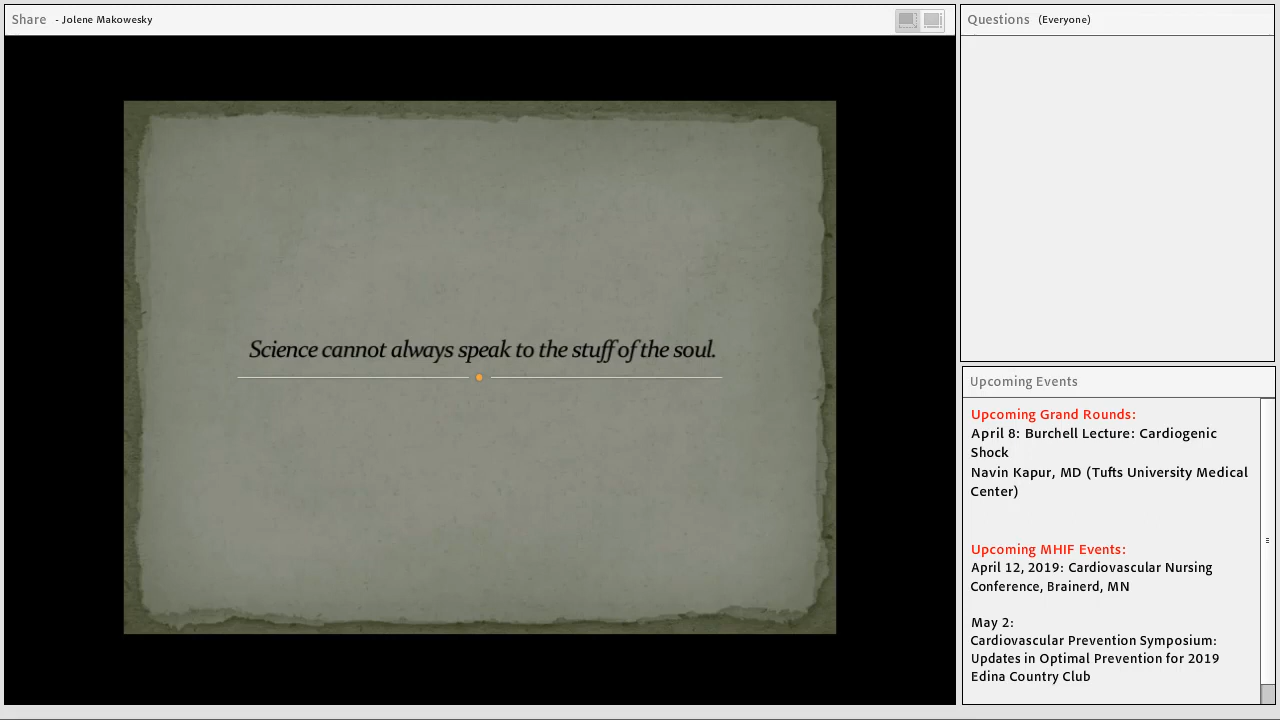 Share - Jolene Makowesky
Science cannot always speak to the stuff of the soul.
Questions (Everyone)
Upcoming Events
Upcoming Grand Rounds:
April 8: Burchell Lecture: Cardiogenic
Shock
Navin Kapur, MD (Tufts University Medical
Center)
Upcoming MHIF Events:
April 12, 2019: Cardiovascular Nursing
Conference, Brainerd, MN
May 2:
Cardiovascular Prevention Symposium:
Updates in Optimal Prevention for 2019
Edina Country Club